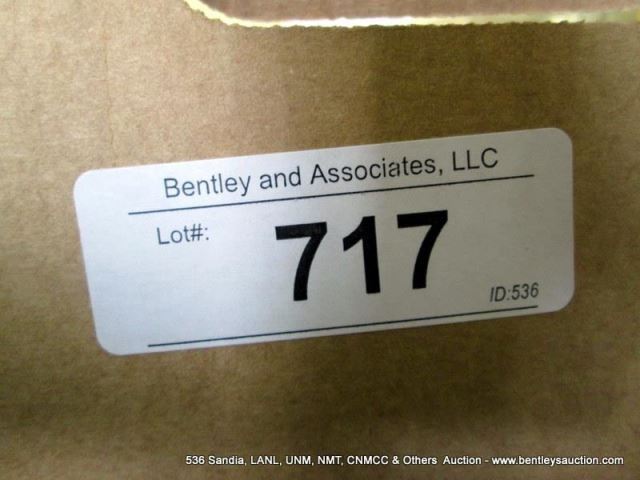 Bentley and Associates, LLC
Lot#: 717
ID:536
536 Sandia, LANL, UNM, NMT, CNMCC & Others Auction - www.bentleysauction.com